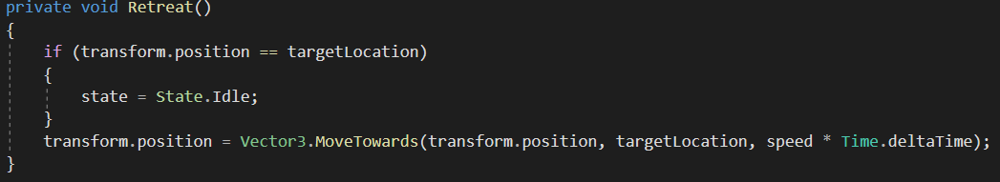 private void Retreat()
{
if (transform.position == targetLocation)
{
state = State.Idle;
}
transform.position = Vector3.MoveTowards(transform.position, targetLocation, speed * Time.deltaTime);
}